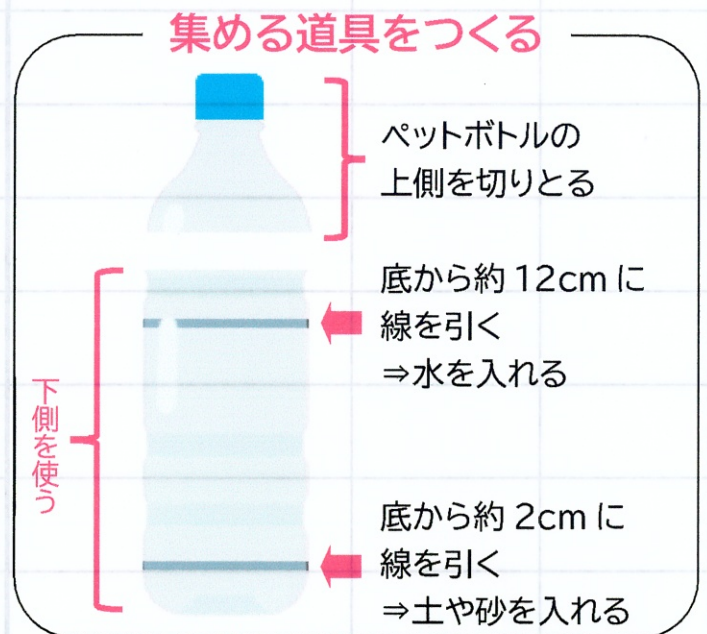 集める道具をつくる
ペットボトルの
上側を切りとる
底から約 12cm に
線を引く
⇒水を入れる
下側を使う
底から約 2cm に
線を引く
⇒土や砂を入れる